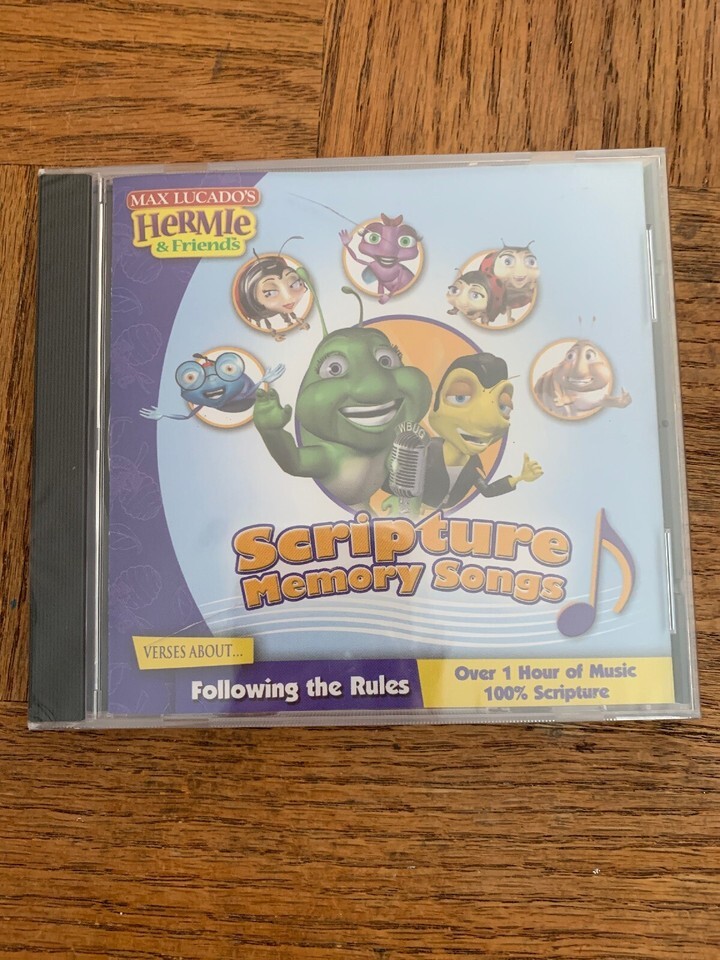 MAX LUCADO'S
HERMIE
& Friends
WBUG
Scripture
Memory Songs
VERSES ABOUT...
Following the Rules
Over 1 Hour of Music
100% Scripture